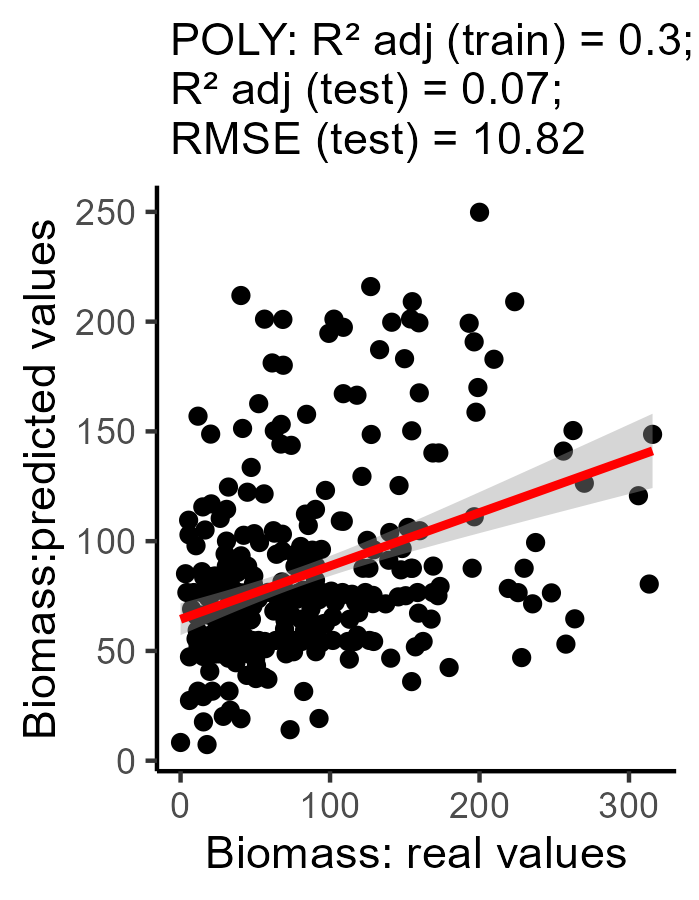 POLY: R² adj (train) = 0.3;
R² adj (test) = 0.07;
RMSE (test) = 10.82
Biomass:predicted values
250
200
150
100
50
0
0 100 200 300
Biomass: real values